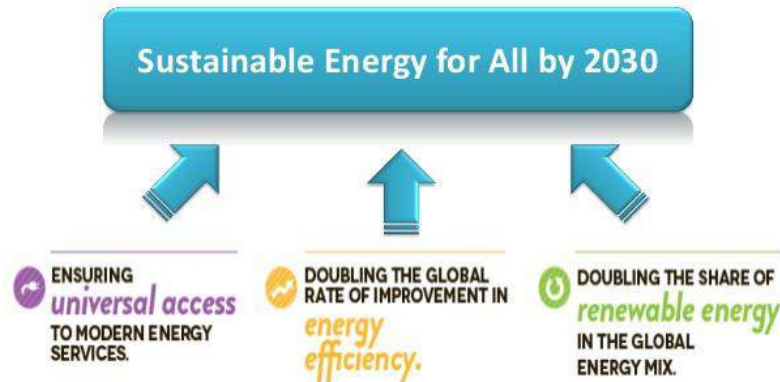 Sustainable Energy for All by 2030
ENSURING
universal access
TO MODERN ENERGY
SERVICES.
DOUBLING THE GLOBAL
RATE OF IMPROVEMENT IN
energy
efficiency.
DOUBLING THE SHARE OF
renewable energy
IN THE GLOBAL
ENERGY MIX.